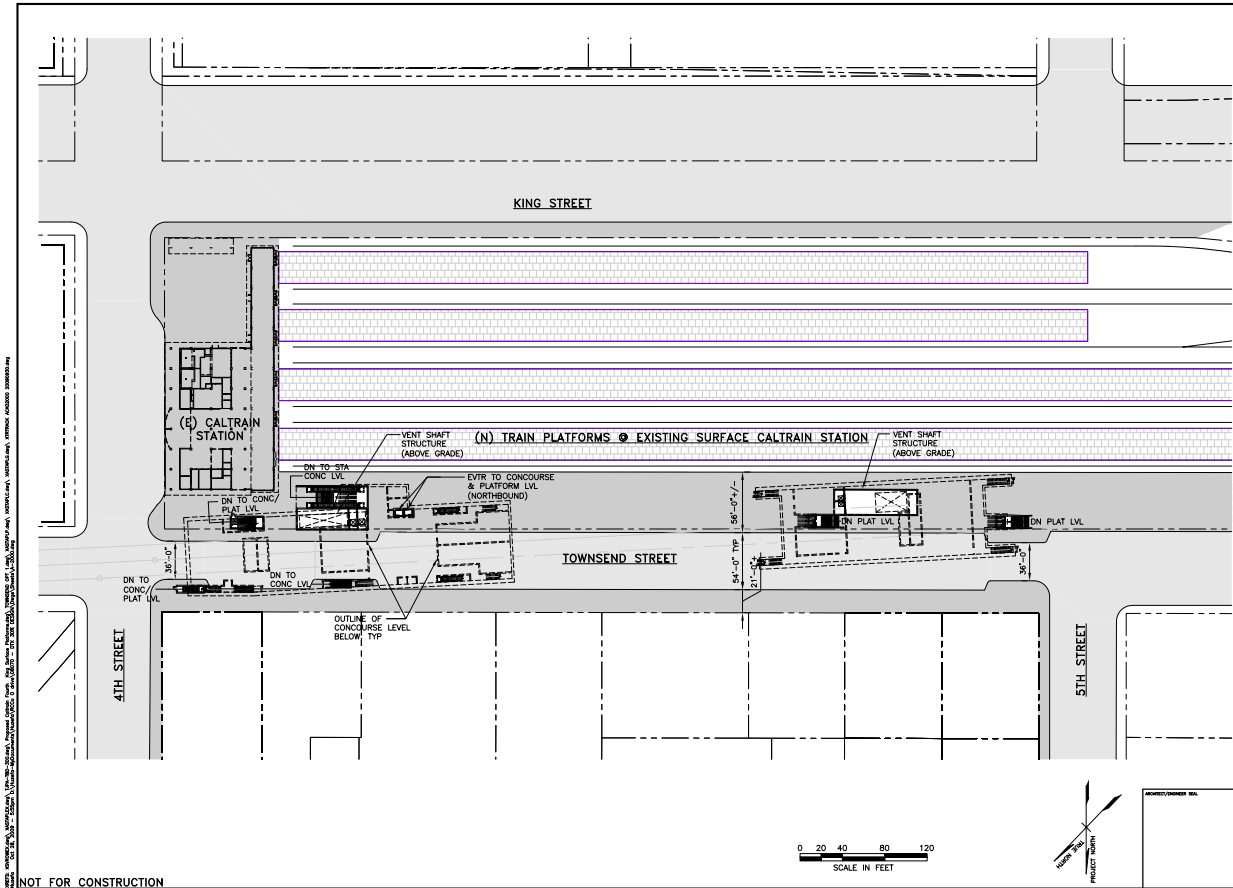 KING STREET
(E) CALTRAIN
STATION
VENT SHAFT
STRUCTURE
(ABOVE GRADE)
(N) TRAIN PLATFORMS @ EXISTING SURFACE CALTRAIN STATION
VENT SHAFT
STRUCTURE
(ABOVE GRADE)
DN TO STA
CONC LVL
EVTR TO CONCOURSE
& PLATFORM LVL
(NORTHBOUND)
DN TO CONC/
PLAT LVL
56'-0"+/-
DN PLAT LVL
DN PLAT LVL
TOWNSEND STREET
36'-0"
54'-0" TYP
21'-0"+
36'-0"
DN TO
CONC/
PLAT LVL
DN TO
CONC LVL
OUTLINE OF
CONCOURSE LEVEL
BELOW, TYP
4TH STREET
5TH STREET
0 20 40 80 120
SCALE IN FEET
TRUE NORTH
PROJECT NORTH
ARCHITECT/ENGINEER SEAL
NOT FOR CONSTRUCTION